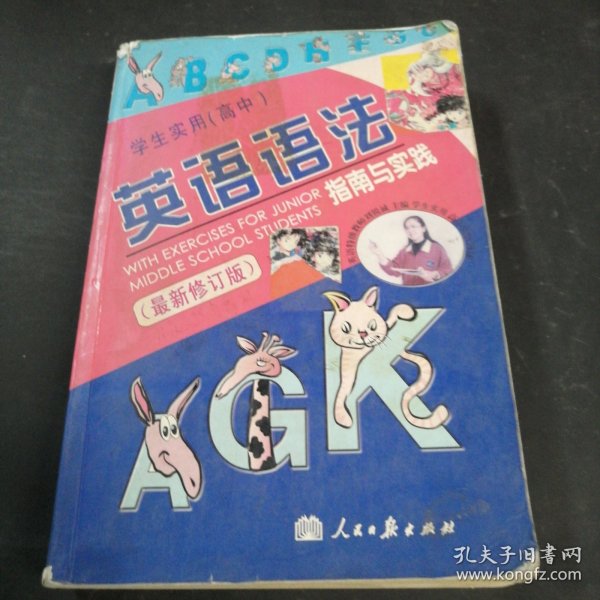 ABCD
学生实用(高中)
英语语法
指南与实践
WITH EXERCISES FOR JUNIOR
MIDDLE SCHOOL STUDENTS
(最新修订版)
AGK
人民日报出版社
孔夫子旧书网
www.kongfz.com